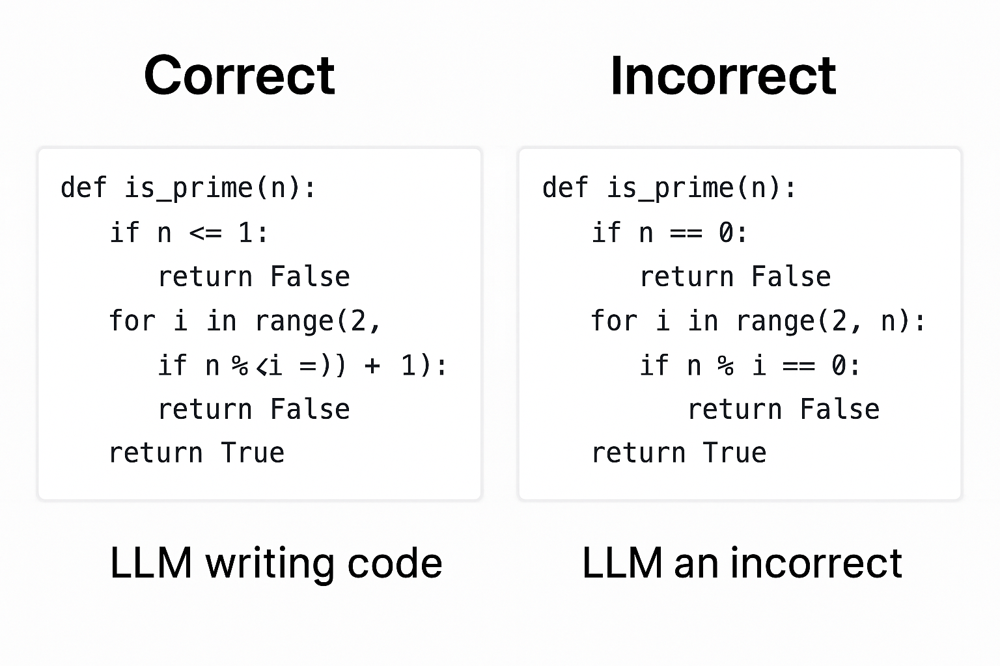 Correct
def is_prime(n):
if n <= 1:
return False
for i in range(2,
if n % <i =)) + 1):
return False
return True
LLM writing code
Incorrect
def is_prime(n):
if n == 0:
return False
for i in range(2, n):
if n % i == 0:
return False
return True
LLM an incorrect